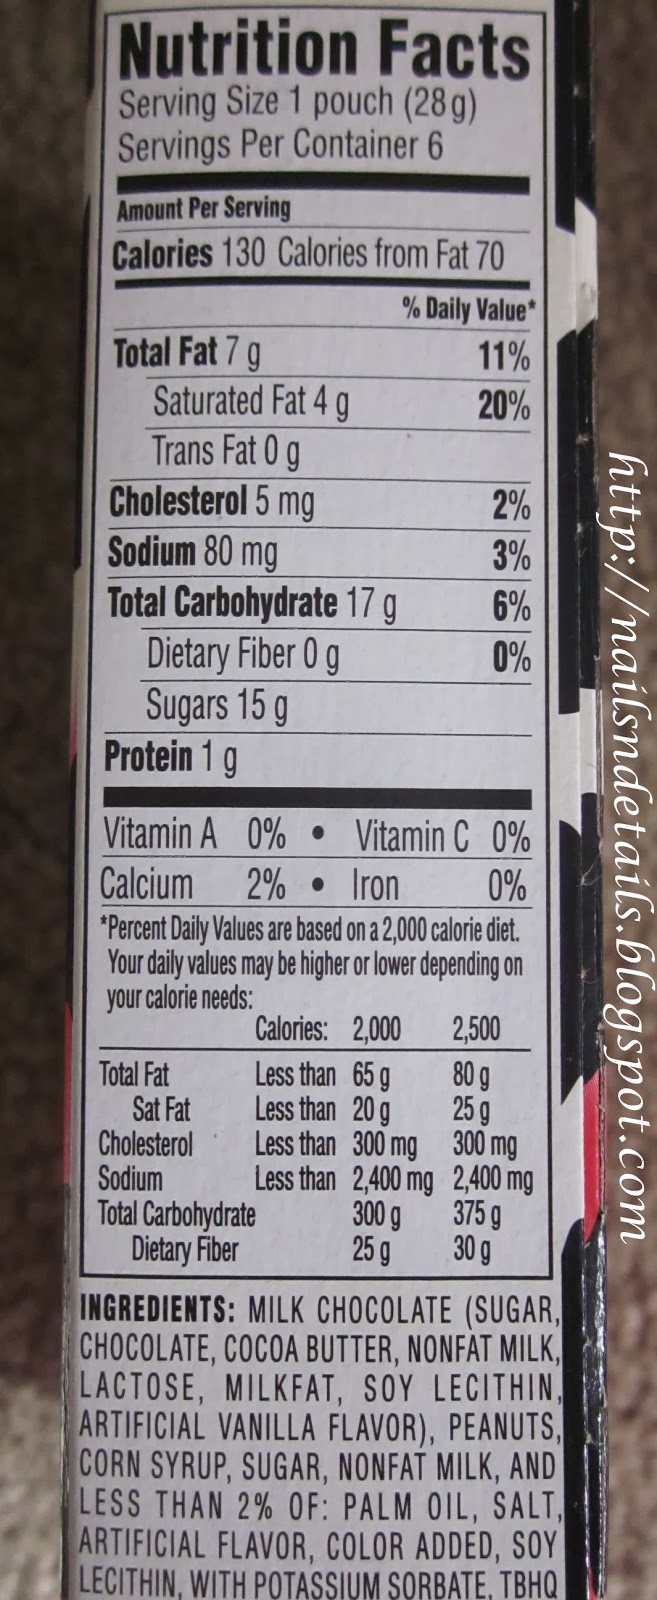 Nutrition Facts
Serving Size 1 pouch (28 g)
Servings Per Container 6
Amount Per Serving
Calories 130 Calories from Fat 70
% Daily Value*
Total Fat 7 g 11%
Saturated Fat 4 g 20%
Trans Fat 0 g
Cholesterol 5 mg 2%
Sodium 80 mg 3%
Total Carbohydrate 17 g 6%
Dietary Fiber 0 g 0%
Sugars 15 g
Protein 1 g
Vitamin A 0% • Vitamin C 0%
Calcium 2% • Iron 0%
*Percent Daily Values are based on a 2,000 calorie diet.
Your daily values may be higher or lower depending on
your calorie needs:
Calories: 2,000 2,500
Total Fat Less than 65 g 80 g
Sat Fat Less than 20 g 25 g
Cholesterol Less than 300 mg 300 mg
Sodium Less than 2,400 mg 2,400 mg
Total Carbohydrate 300 g 375 g
Dietary Fiber 25 g 30 g
INGREDIENTS: MILK CHOCOLATE (SUGAR,
CHOCOLATE, COCOA BUTTER, NONFAT MILK,
LACTOSE, MILKFAT, SOY LECITHIN,
ARTIFICIAL VANILLA FLAVOR), PEANUTS,
CORN SYRUP, SUGAR, NONFAT MILK, AND
LESS THAN 2% OF: PALM OIL, SALT,
ARTIFICIAL FLAVOR, COLOR ADDED, SOY
LECITHIN, WITH POTASSIUM SORBATE, TBHQ
http://nailsndetails.blogspot.com